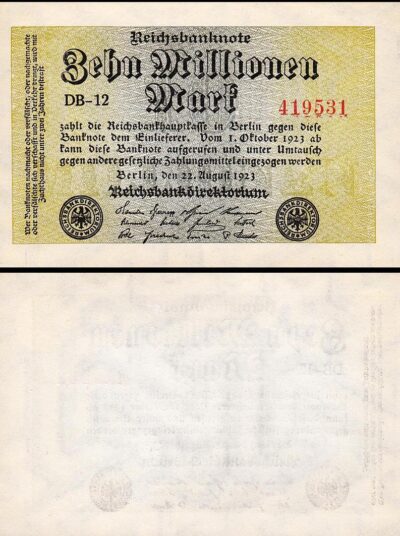 Reichsbanknote
Zehn Millionen
DB-12 Mark 419531
zahlt die Reichsbankhauptkasse in Berlin gegen diese
Banknote dem Einlieferer. Vom 1. Oktober 1923 ab
kann diese Banknote aufgerufen und unter Umtausch
gegen andere gesetzliche Zahlungsmittel eingezogen werden
Berlin, den 22. August 1923
Reichsbankdirektorium
Wer Banknoten nachmacht oder verfälscht, oder nachgemachte
oder verfälschte sich verschafft und in Verkehr bringt, wird mit
Zuchthaus nicht unter zwei Jahren bestraft
REICHSBANKDIREKTORIUM
REICHSBANKDIREKTORIUM